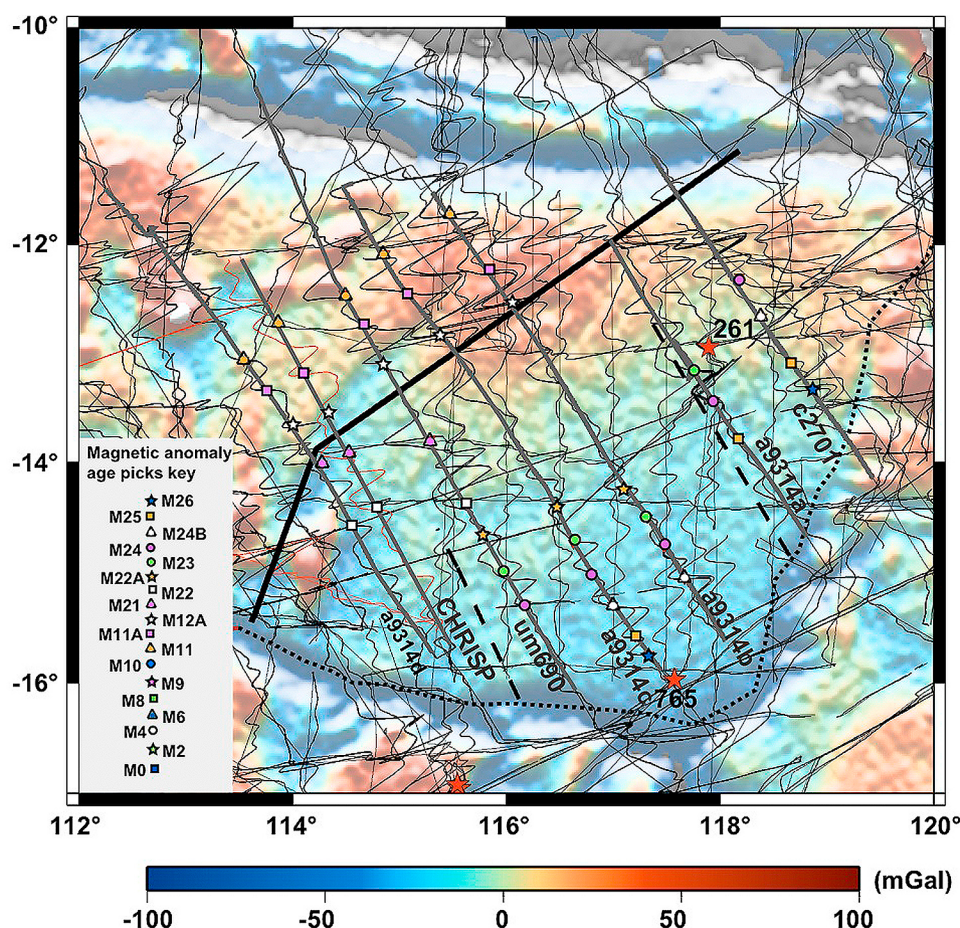 -10°
-12°
-14°
-16°
261
c2701
a9314a
a9314b
765
a9314c
um690
CHRISP
a9314d
Magnetic anomaly
age picks key
M26
M25
M24B
M24
M23
M22A
M22
M21
M12A
M11A
M11
M10
M9
M8
M6
M4
M2
M0
112° 114° 116° 118° 120°
(mGal)
-100 -50 0 50 100